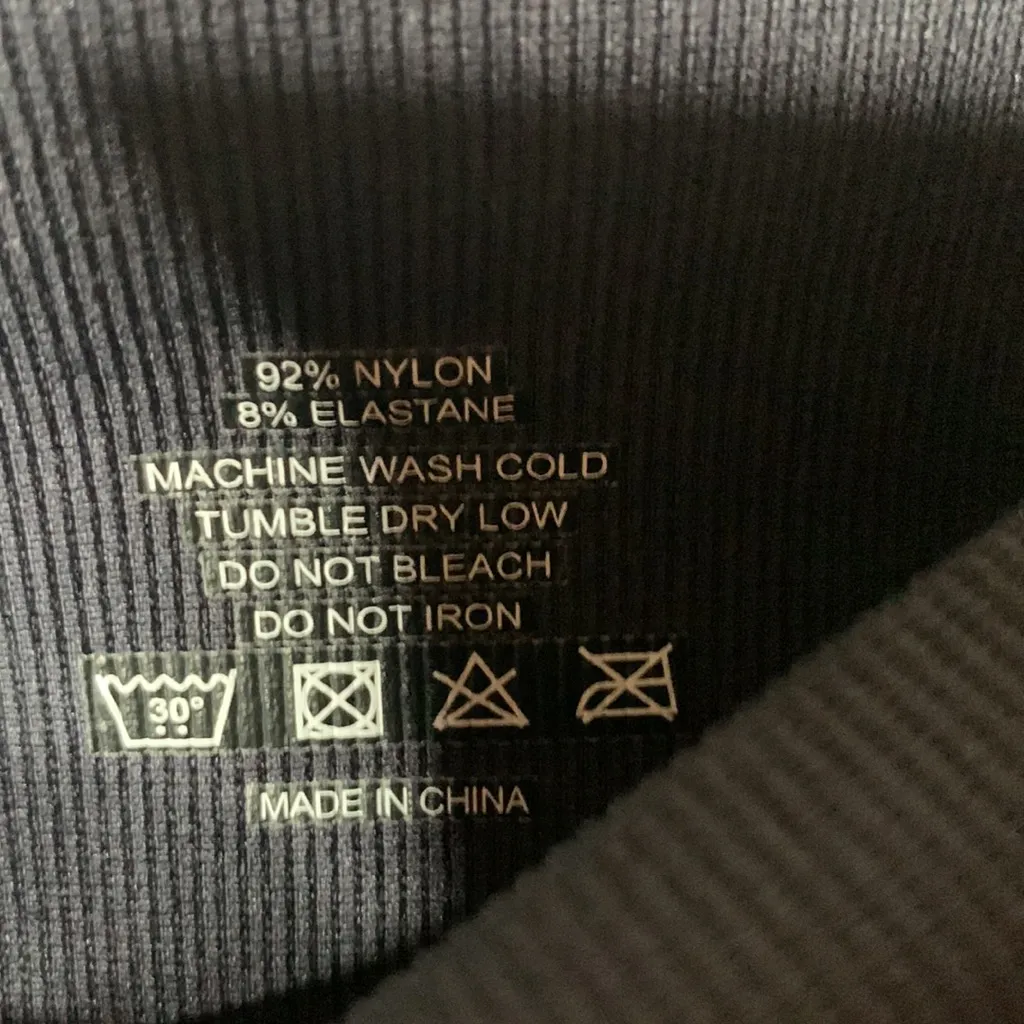 92% NYLON
8% ELASTANE
MACHINE WASH COLD
TUMBLE DRY LOW
DO NOT BLEACH
DO NOT IRON
30°
MADE IN CHINA